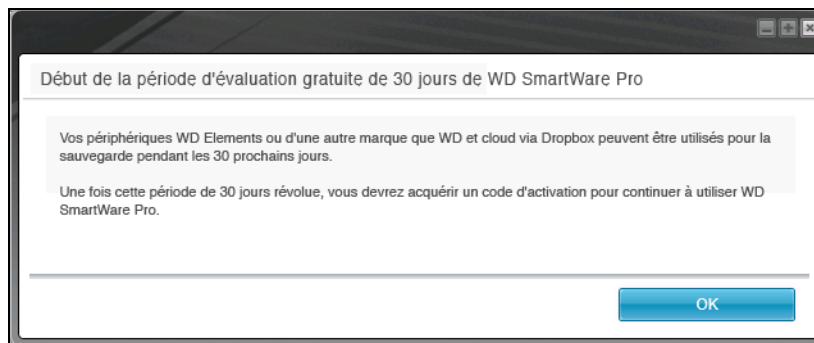 Début de la période d'évaluation gratuite de 30 jours de WD SmartWare Pro
Vos périphériques WD Elements ou d'une autre marque que WD et cloud via Dropbox peuvent être utilisés pour la
sauvegarde pendant les 30 prochains jours.
Une fois cette période de 30 jours révolue, vous devrez acquérir un code d'activation pour continuer à utiliser WD
SmartWare Pro.
OK